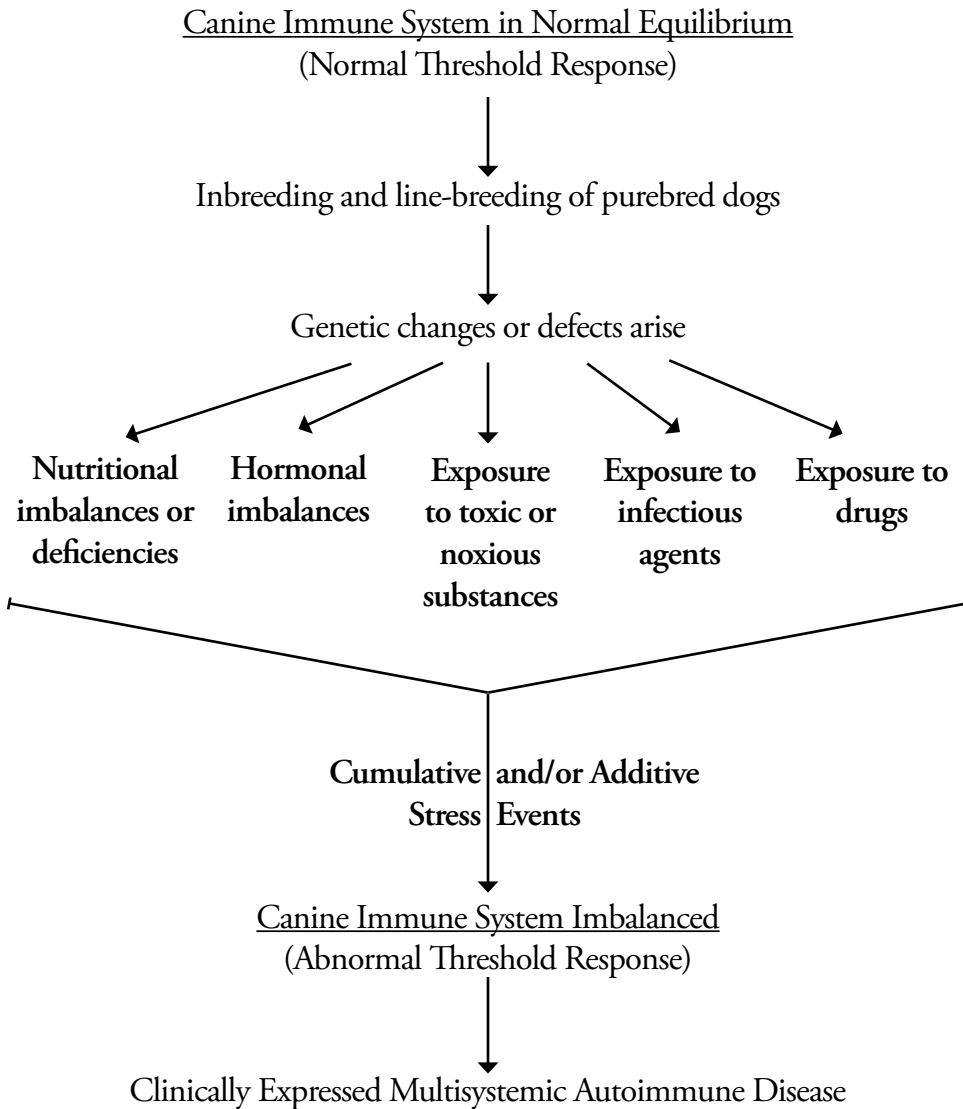 Canine Immune System in Normal Equilibrium
(Normal Threshold Response)
Inbreeding and line-breeding of purebred dogs
Genetic changes or defects arise
Nutritional
imbalances or
deficiencies
Hormonal
imbalances
Exposure
to toxic or
noxious
substances
Exposure to
infectious
agents
Exposure to
drugs
Cumulative and/or Additive
Stress Events
Canine Immune System Imbalanced
(Abnormal Threshold Response)
Clinically Expressed Multisystemic Autoimmune Disease